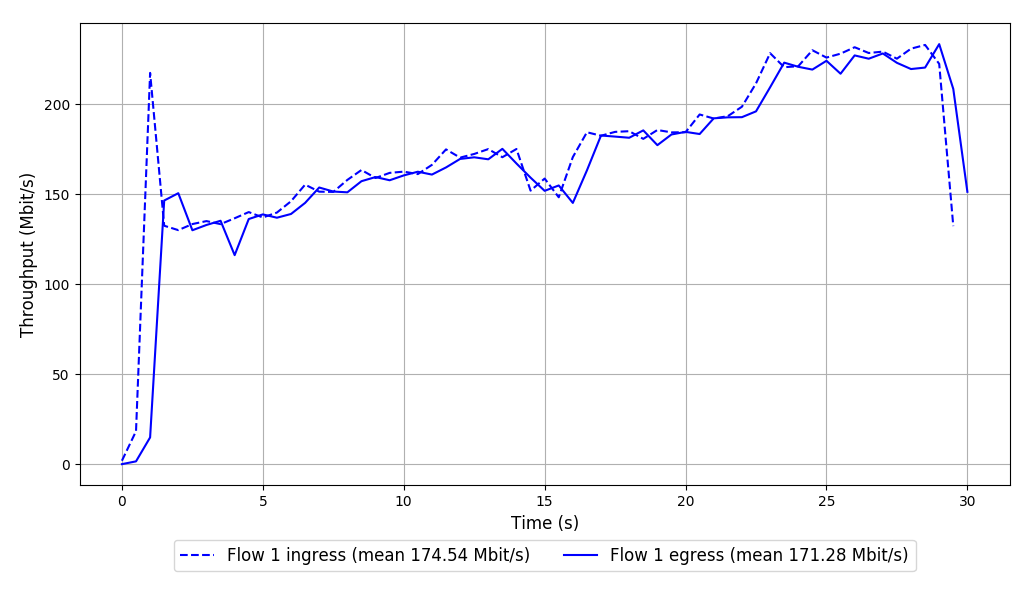 200
150
100
50
0
Throughput (Mbit/s)
0 5 10 15 20 25 30
Time (s)
Flow 1 ingress (mean 174.54 Mbit/s) Flow 1 egress (mean 171.28 Mbit/s)